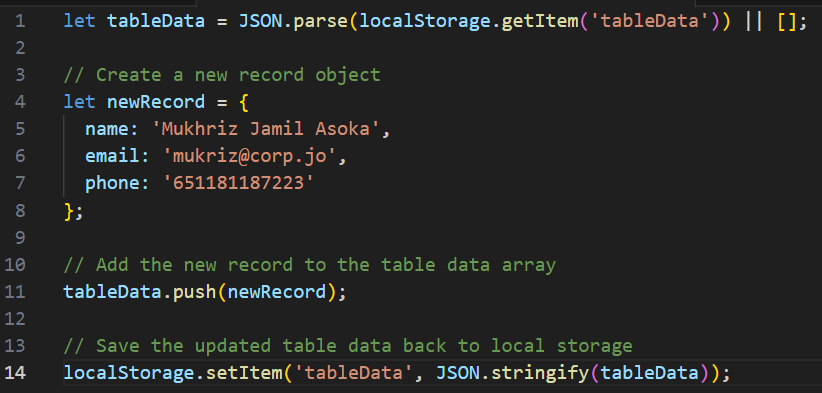 1 let tableData = JSON.parse(localStorage.getItem('tableData')) || [];
2
3 // Create a new record object
4 let newRecord = {
5   name: 'Mukhriz Jamil Asoka',
6   email: 'mukriz@corp.jo',
7   phone: '651181187223'
8 };
9
10 // Add the new record to the table data array
11 tableData.push(newRecord);
12
13 // Save the updated table data back to local storage
14 localStorage.setItem('tableData', JSON.stringify(tableData));